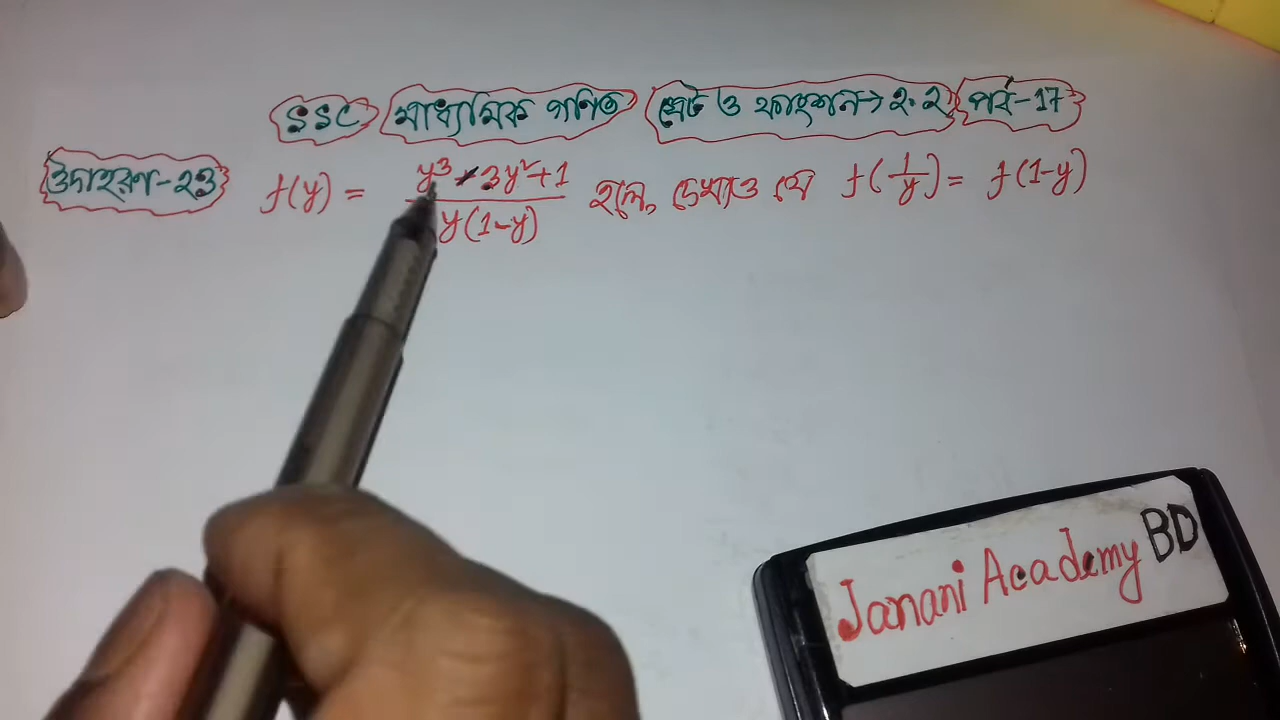 SSC মাধ্যমিক গণিত সেট ও ফাংশন→২.২ পর্ব-17
উদাহরণ-২৩ f(y) = (y³-3y²+1)/(y(1-y)) হলে, দেখাও যে f(1/y) = f(1-y)
Janani Academy BD